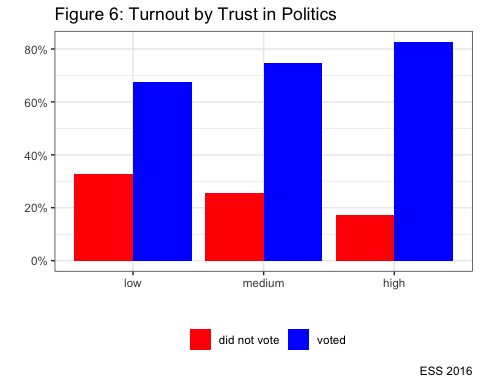 Figure 6: Turnout by Trust in Politics
80%
60%
40%
20%
0%
low medium high
did not vote voted
ESS 2016